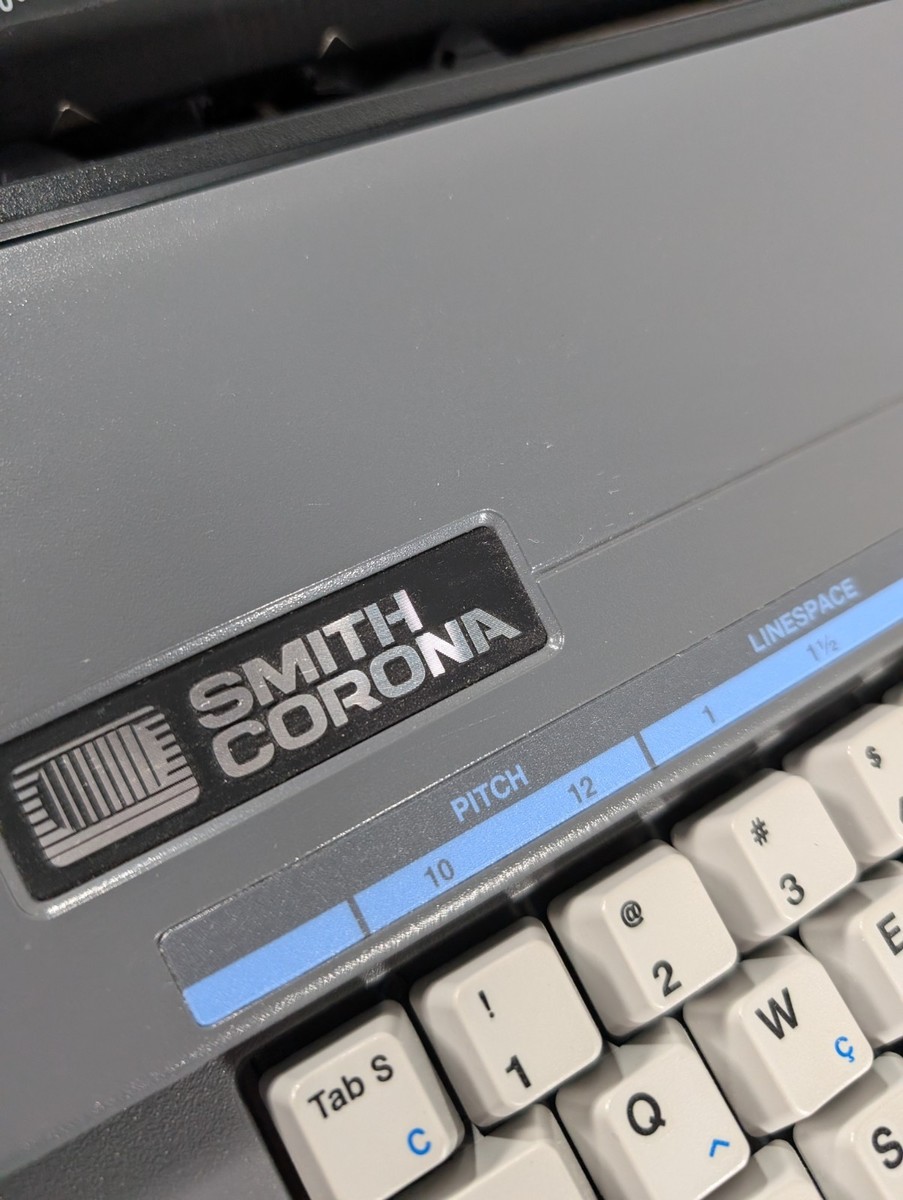 SMITH
CORONA
LINESPACE
1 1½
PITCH
10 12
$
#
3
@
2
!
1
E
W ç
Q ^
Tab S C
S